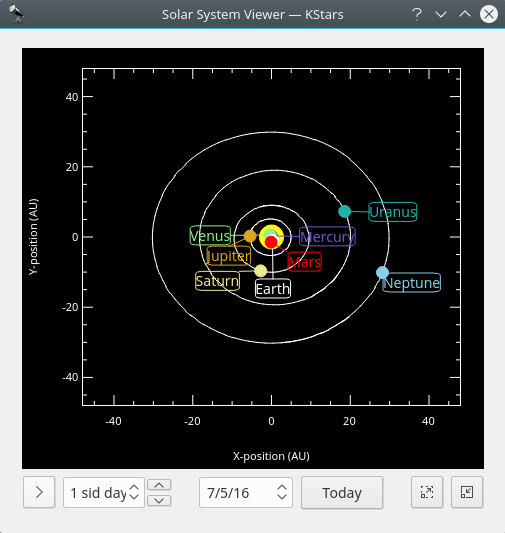 Solar System Viewer — KStars
?
40
20
0
-20
-40
Y-position (AU)
Uranus
Venus
Mercury
Jupiter
Mars
Saturn
Earth
Neptune
-40
-20
0
20
40
X-position (AU)
1 sid day
7/5/16
Today